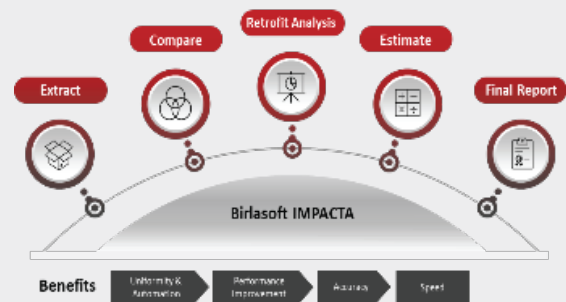 Retrofit Analysis
Compare
Estimate
Extract
Final Report
Birlasoft IMPACTA
Benefits
Uniformity &
Automation
Performance
Improvement
Accuracy
Speed